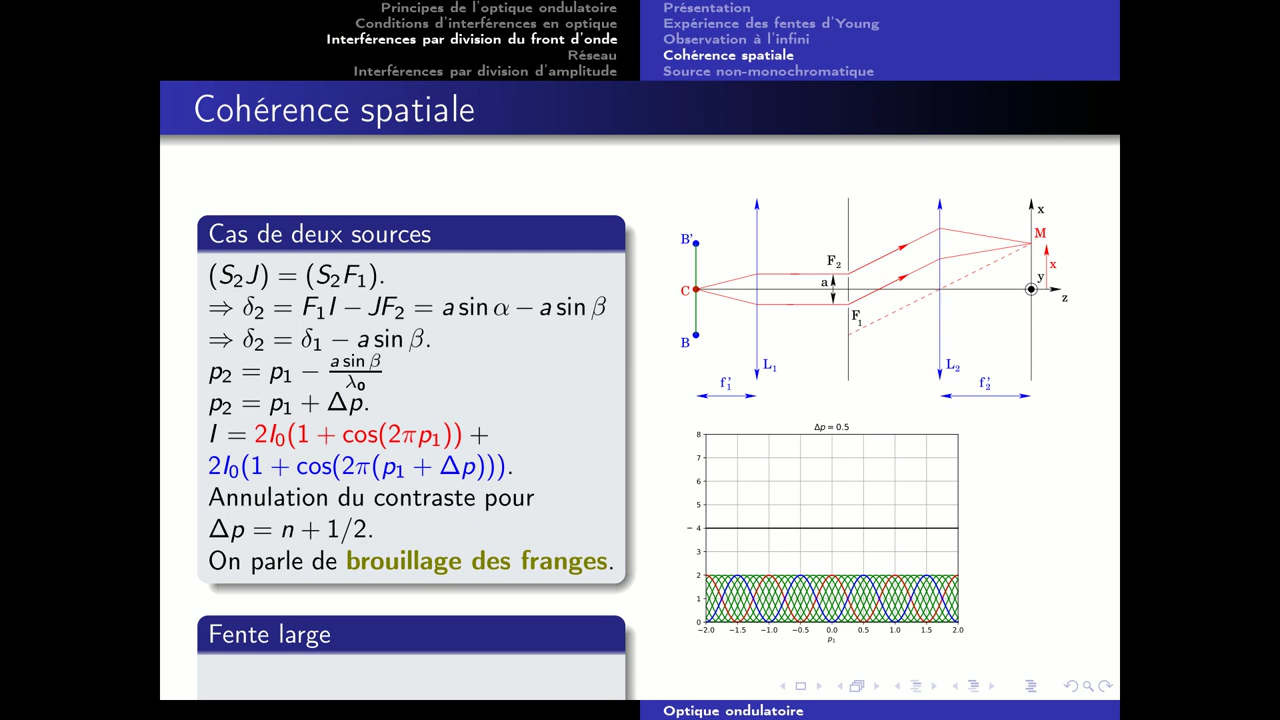 Principes de l'optique ondulatoire
Conditions d'interférences en optique
Interférences par division du front d'onde
Réseau
Interférences par division d'amplitude
Présentation
Expérience des fentes d'Young
Observation à l'infini
Cohérence spatiale
Source non-monochromatique
Cohérence spatiale
Cas de deux sources
(S₂J) = (S₂F₁).
⇒ δ₂ = F₁I − JF₂ = a sin α − a sin β
⇒ δ₂ = δ₁ − a sin β.
p₂ = p₁ − a sin β / λ₀
p₂ = p₁ + Δp.
I = 2I₀(1 + cos(2πp₁)) +
2I₀(1 + cos(2π(p₁ + Δp))).
Annulation du contraste pour
Δp = n + 1/2.
On parle de brouillage des franges.
Fente large
B'
C
B
L₁
f₁'
F₂
a
F₁
L₂
f₂'
x
M
x
y
z
Δp = 0.5
8
7
6
5
− 4
3
2
1
0
−2.0 −1.5 −1.0 −0.5 0.0 0.5 1.0 1.5 2.0
p₁
Optique ondulatoire